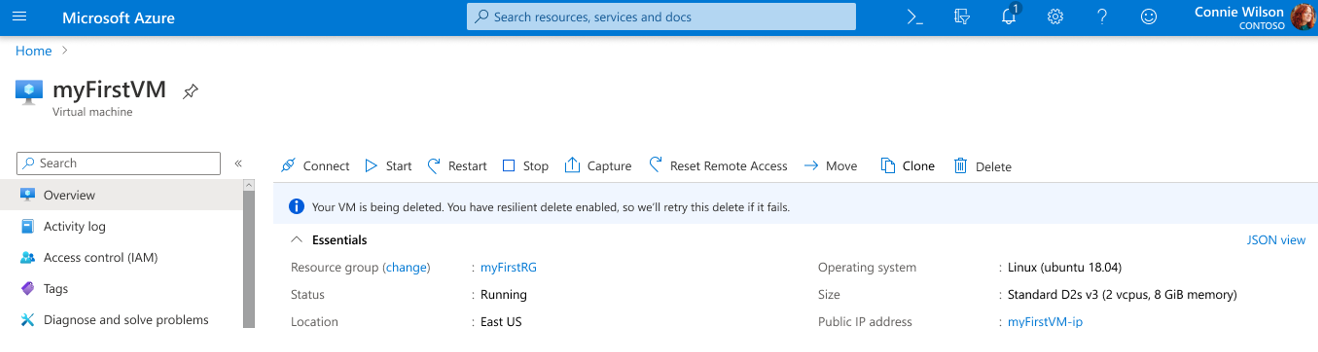 Microsoft Azure
Search resources, services and docs
1
Connie Wilson
CONTOSO
Home >
myFirstVM
Virtual machine
Search «
Connect Start Restart Stop Capture Reset Remote Access Move Clone Delete
Overview
Activity log
Access control (IAM)
Tags
Diagnose and solve problems
Your VM is being deleted. You have resilient delete enabled, so we'll retry this delete if it fails.
Essentials JSON view
Resource group (change) : myFirstRG
Status : Running
Location : East US
Operating system : Linux (ubuntu 18.04)
Size : Standard D2s v3 (2 vcpus, 8 GiB memory)
Public IP address : myFirstVM-ip